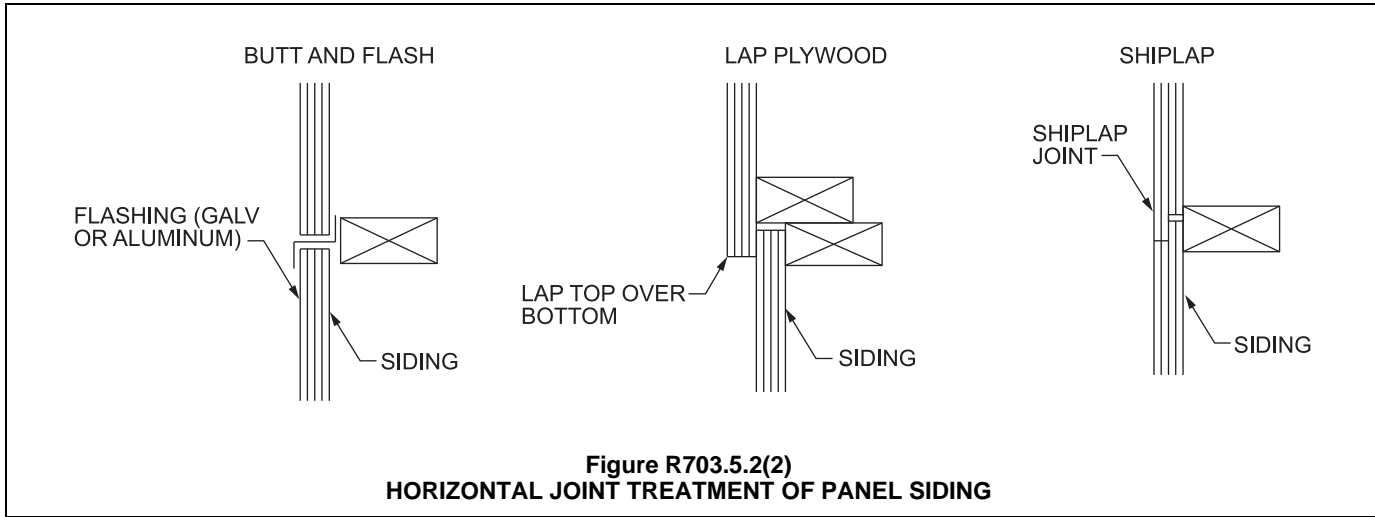 BUTT AND FLASH
FLASHING (GALV
OR ALUMINUM)
SIDING
LAP PLYWOOD
LAP TOP OVER
BOTTOM
SIDING
SHIPLAP
SHIPLAP
JOINT
SIDING
Figure R703.5.2(2)
HORIZONTAL JOINT TREATMENT OF PANEL SIDING